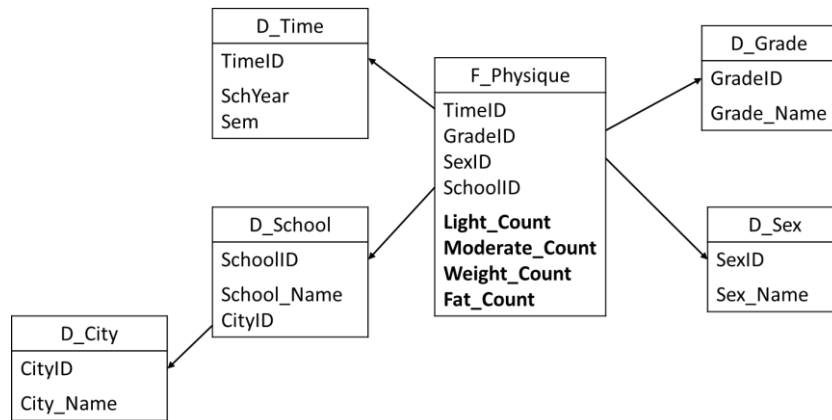 D_Time
TimeID
SchYear
Sem
F_Physique
TimeID
GradeID
SexID
SchoolID
Light_Count
Moderate_Count
Weight_Count
Fat_Count
D_Grade
GradeID
Grade_Name
D_School
SchoolID
School_Name
CityID
D_Sex
SexID
Sex_Name
D_City
CityID
City_Name